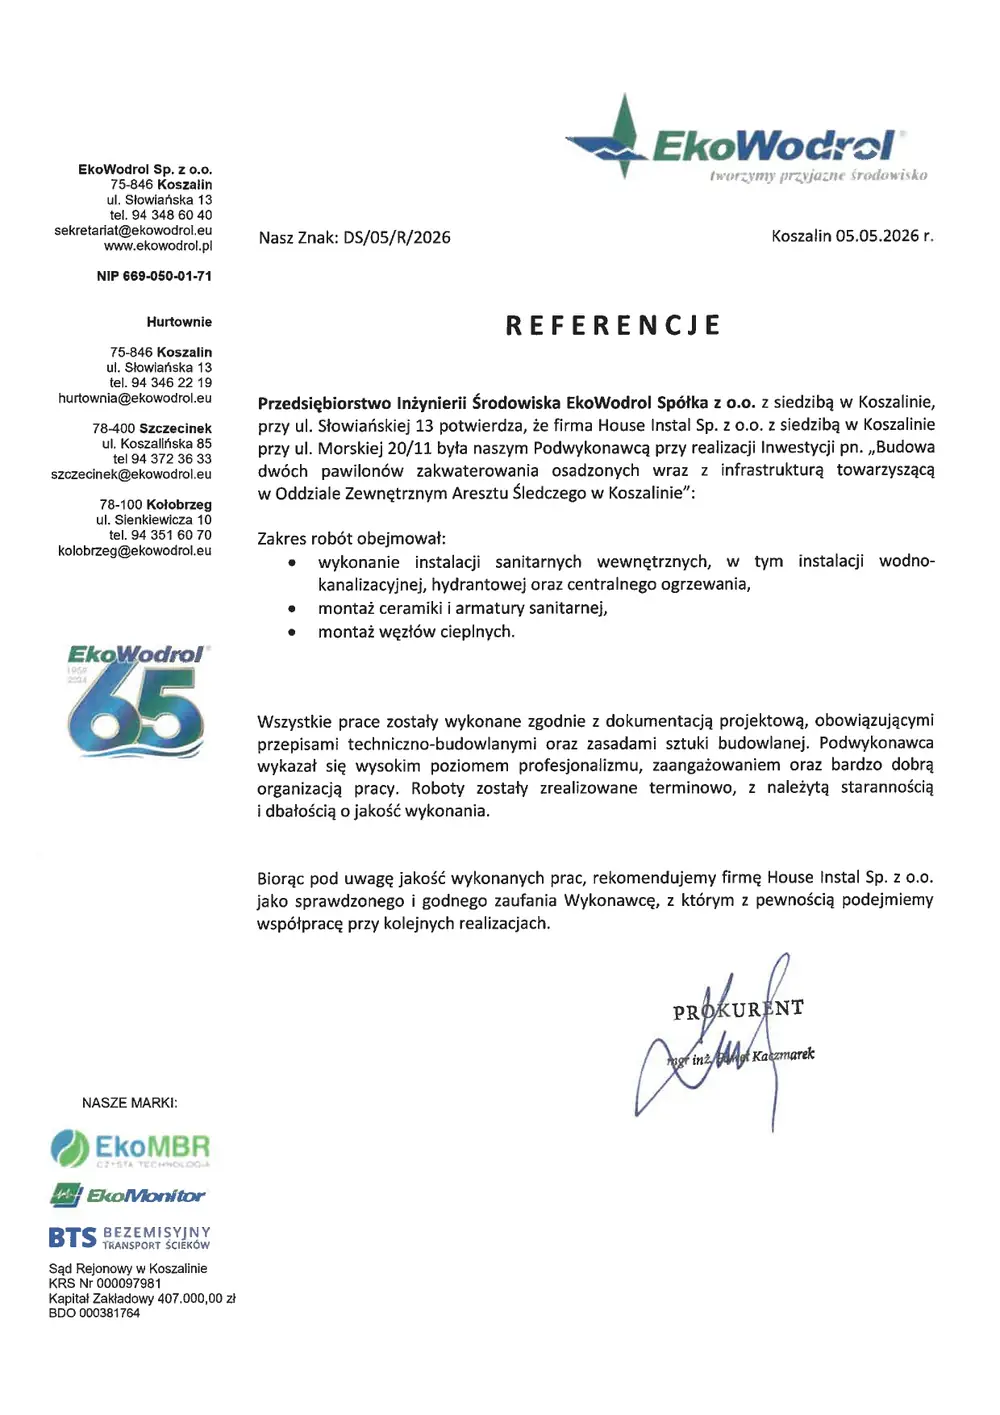 EkoWodrol
tworzymy przyjazne środowisko
EkoWodrol Sp. z o.o.
75-846 Koszalin
ul. Słowiańska 13
tel. 94 348 60 40
sekretariat@ekowodrol.eu
www.ekowodrol.pl
NIP 669-050-01-71
Hurtownie
75-846 Koszalin
ul. Słowiańska 13
tel. 94 346 22 19
hurtownia@ekowodrol.eu
78-400 Szczecinek
ul. Koszalińska 85
tel 94 372 36 33
szczecinek@ekowodrol.eu
78-100 Kołobrzeg
ul. Sienkiewicza 10
tel. 94 351 60 70
kolobrzeg@ekowodrol.eu
EkoWodrol
65
Nasz Znak: DS/05/R/2026
Koszalin 05.05.2026 r.
REFERENCJE
Przedsiębiorstwo Inżynierii Środowiska EkoWodrol Spółka z o.o. z siedzibą w Koszalinie,
przy ul. Słowiańskiej 13 potwierdza, że firma House Instal Sp. z o.o. z siedzibą w Koszalinie
przy ul. Morskiej 20/11 była naszym Podwykonawcą przy realizacji Inwestycji pn. „Budowa
dwóch pawilonów zakwaterowania osadzonych wraz z infrastrukturą towarzyszącą
w Oddziale Zewnętrznym Aresztu Śledczego w Koszalinie":
Zakres robót obejmował:
• wykonanie instalacji sanitarnych wewnętrznych, w tym instalacji wodno-
kanalizacyjnej, hydrantowej oraz centralnego ogrzewania,
• montaż ceramiki i armatury sanitarnej,
• montaż węzłów cieplnych.
Wszystkie prace zostały wykonane zgodnie z dokumentacją projektową, obowiązującymi
przepisami techniczno-budowlanymi oraz zasadami sztuki budowlanej. Podwykonawca
wykazał się wysokim poziomem profesjonalizmu, zaangażowaniem oraz bardzo dobrą
organizacją pracy. Roboty zostały zrealizowane terminowo, z należytą starannością
i dbałością o jakość wykonania.
Biorąc pod uwagę jakość wykonanych prac, rekomendujemy firmę House Instal Sp. z o.o.
jako sprawdzonego i godnego zaufania Wykonawcę, z którym z pewnością podejmiemy
współpracę przy kolejnych realizacjach.
PROKURENT
mgr inż. Kaczmarek
NASZE MARKI:
EkoMBR
CZYSTA TECHNOLOGIA
EkoMonitor
BTS BEZEMISYJNY
TRANSPORT ŚCIEKÓW
Sąd Rejonowy w Koszalinie
KRS Nr 000097981
Kapitał Zakładowy 407.000,00 zł
BDO 000381764